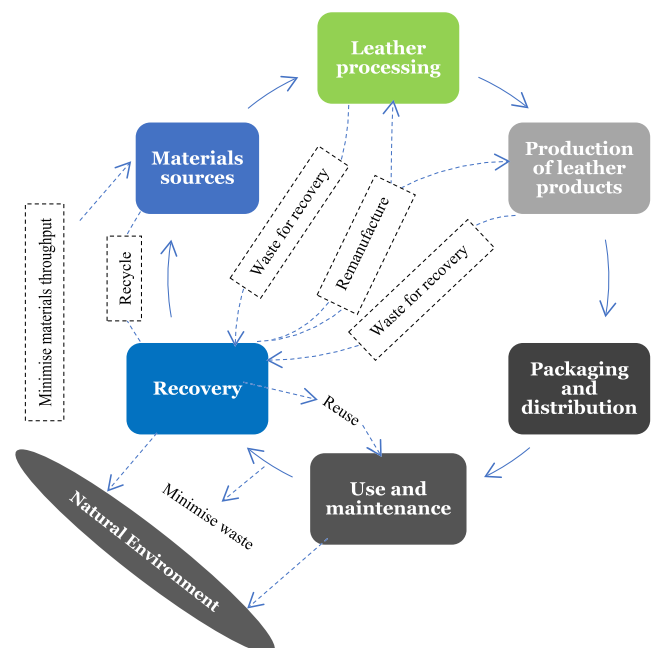 Leather
processing
Materials
sources
Production
of leather
products
Waste for recovery
Remanufacture
Waste for recovery
Recycle
Minimise materials throughput
Recovery
Reuse
Packaging
and
distribution
Use and
maintenance
Minimise waste
Natural Environment